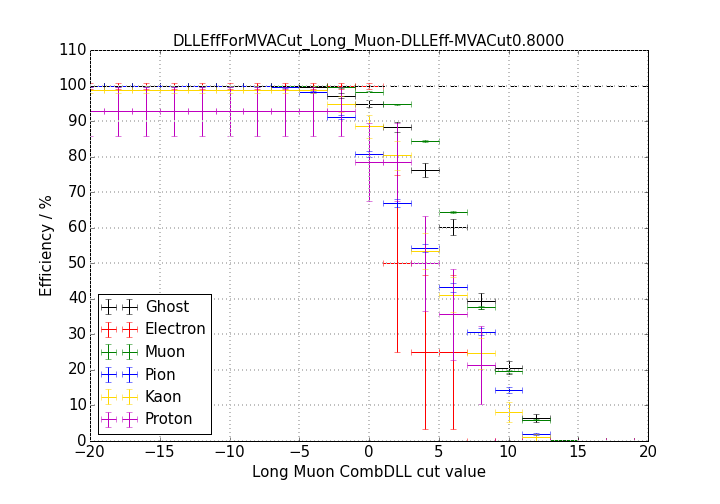 DLLEffForMVACut_Long_Muon-DLLEff-MVACut0.8000
110
100
90
80
70
60
50
40
30
20
10
0
Efficiency / %
Ghost
Electron
Muon
Pion
Kaon
Proton
−20 −15 −10 −5 0 5 10 15 20
Long Muon CombDLL cut value